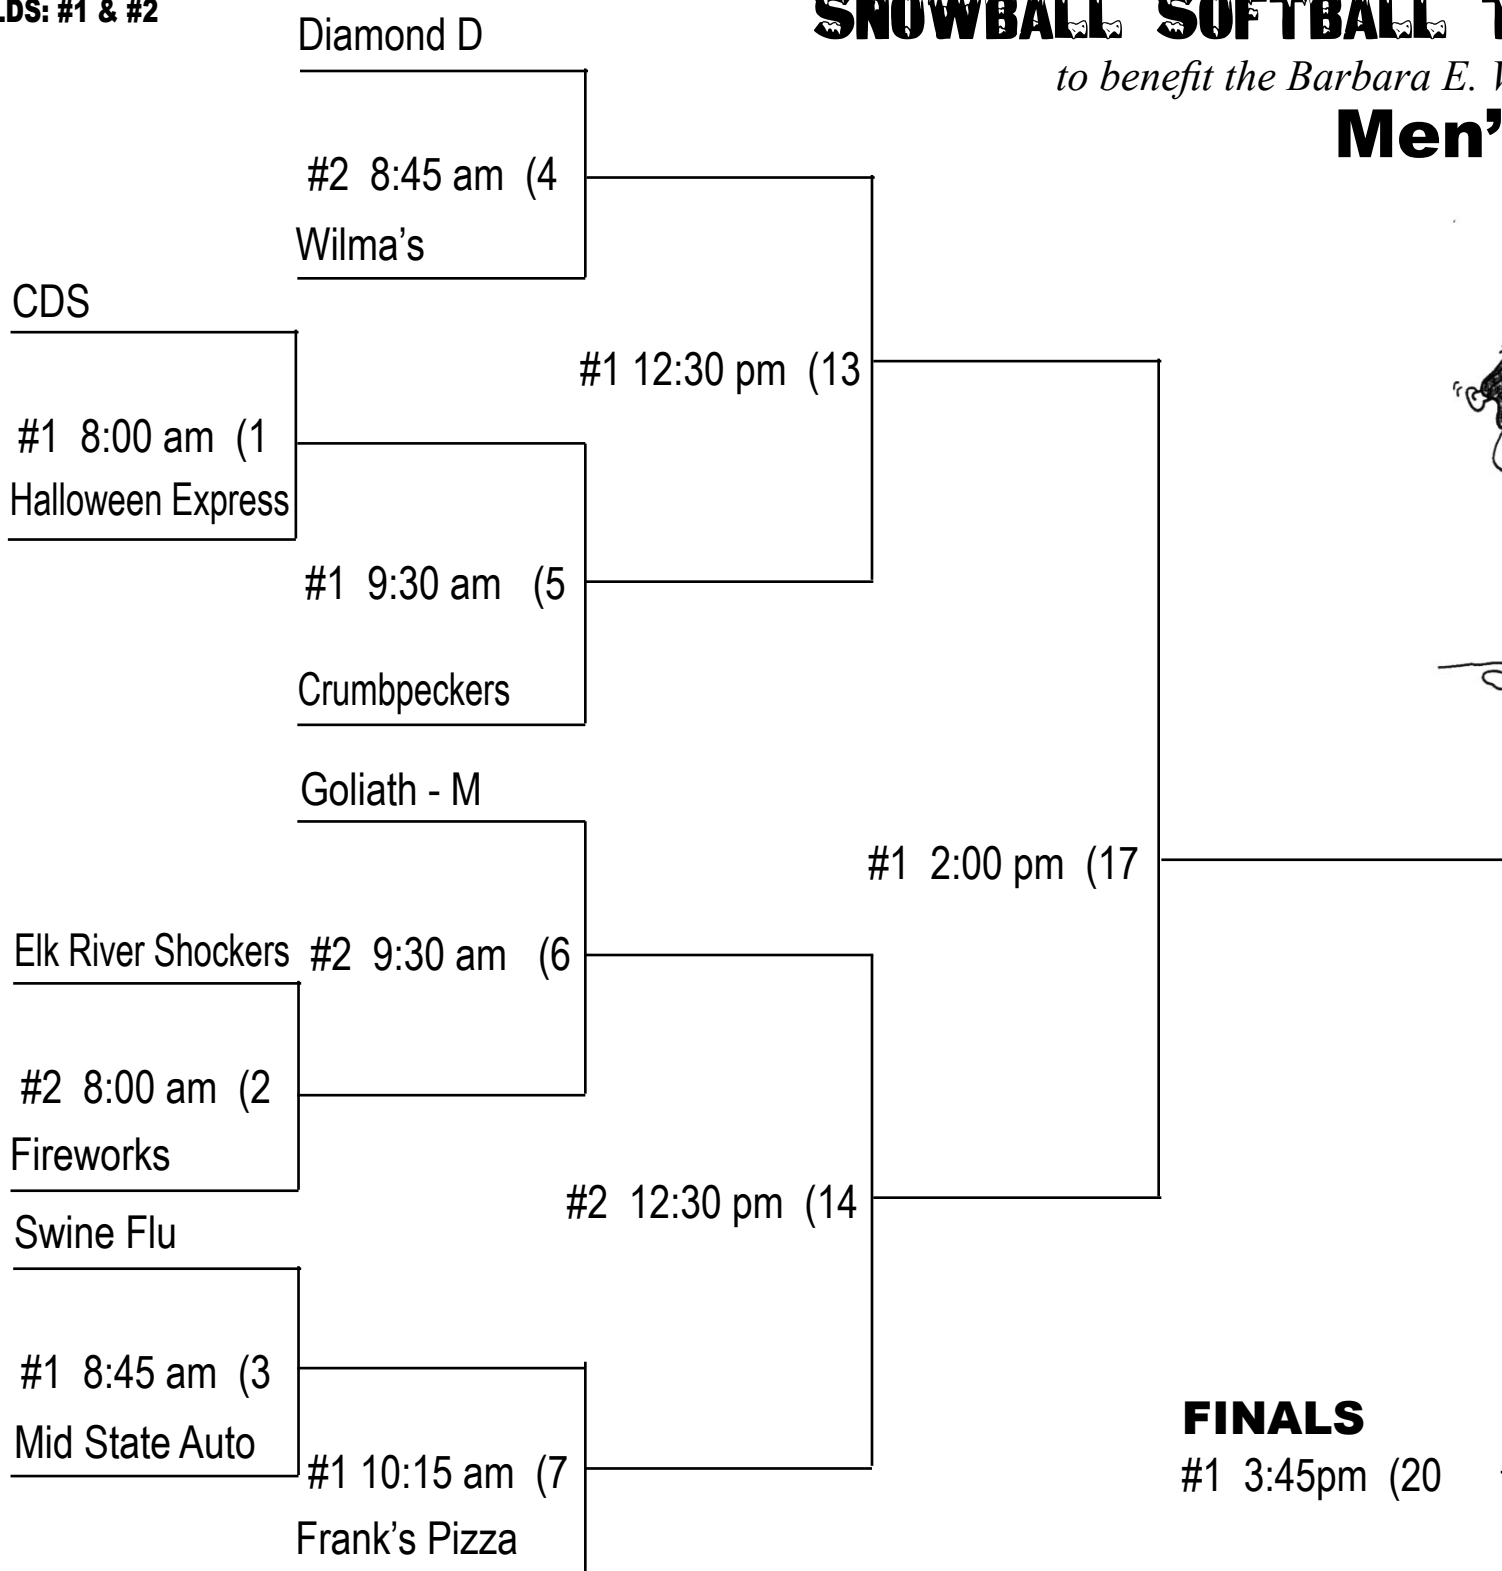 #1 & #2
SNOWBALL SOFTBALL
to benefit the Barbara E.
Men's
Diamond D
#2 8:45 am (4
Wilma’s
CDS
#1 12:30 pm (13
#1 8:00 am (1
Halloween Express
#1 9:30 am (5
Crumbpeckers
Goliath - M
#1 2:00 pm (17
Elk River Shockers
#2 9:30 am (6
#2 8:00 am (2
Fireworks
#2 12:30 pm (14
Swine Flu
#1 8:45 am (3
Mid State Auto
#1 10:15 am (7
Frank’s Pizza
FINALS
#1 3:45pm (20